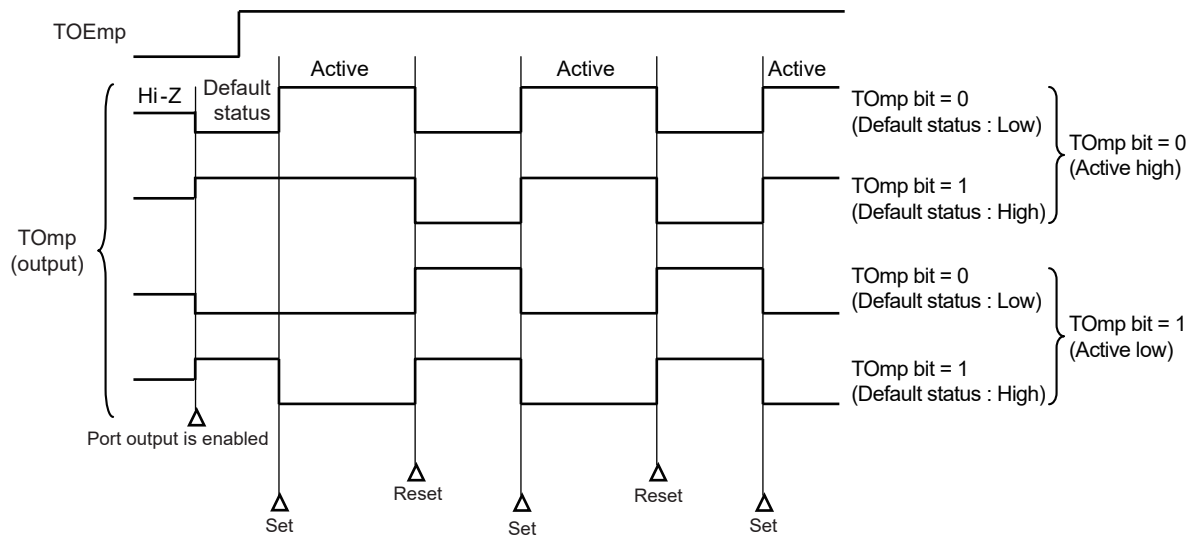 TOEmp
Active
Active
Active
Hi-Z
Default
status
TOmp bit = 0
(Default status : Low)
TOmp bit = 0
(Active high)
TOmp bit = 1
(Default status : High)
TOmp
(output)
TOmp bit = 0
(Default status : Low)
TOmp bit = 1
(Active low)
TOmp bit = 1
(Default status : High)
Port output is enabled
Reset
Reset
Set
Set
Set